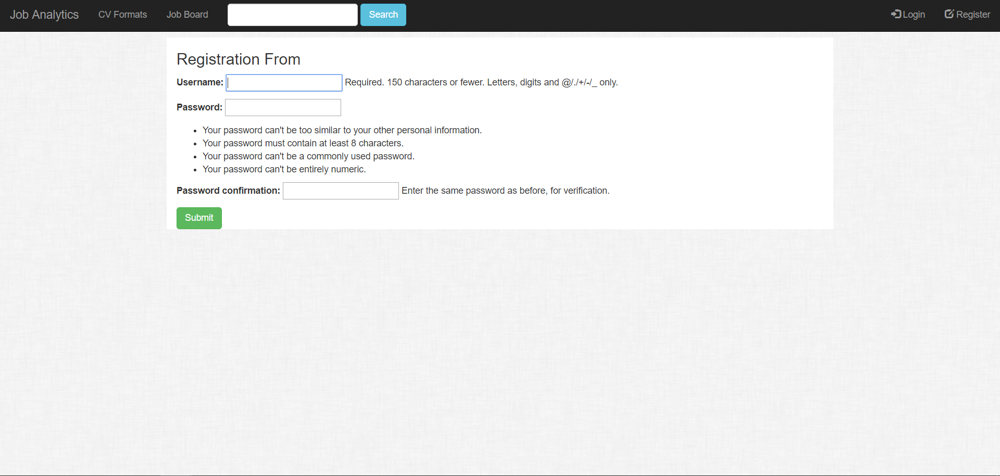 Job Analytics CV Formats Job Board Search Login Register
Registration From
Username: Required. 150 characters or fewer. Letters, digits and @/./+/-/_ only.
Password:
Your password can't be too similar to your other personal information.
Your password must contain at least 8 characters.
Your password can't be a commonly used password.
Your password can't be entirely numeric.
Password confirmation: Enter the same password as before, for verification.
Submit